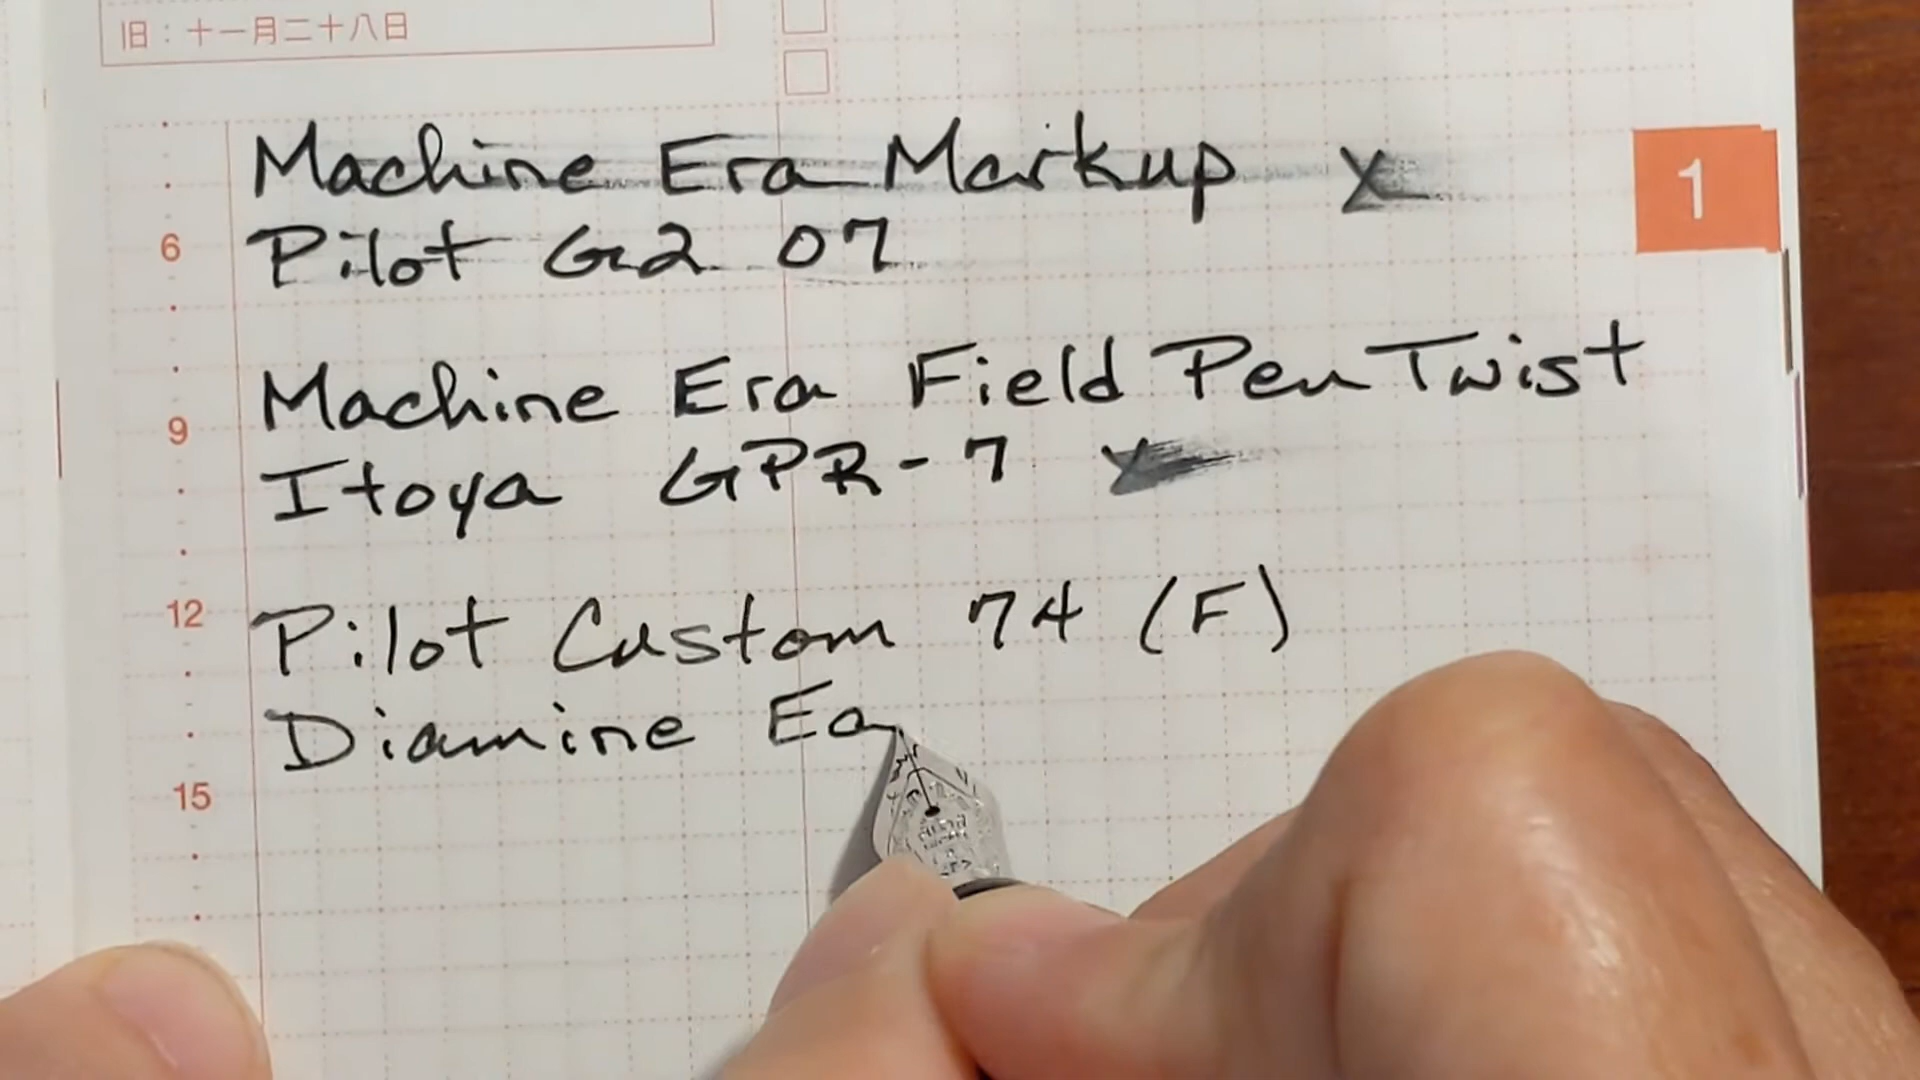 旧：十一月二十八日
Machine Era Markup x
1
6 Pilot G2 07
Machine Era Field Pen Twist
9
Itoya GPR-7 x
12 Pilot Custom 74 (F)
Diamine Ea
15